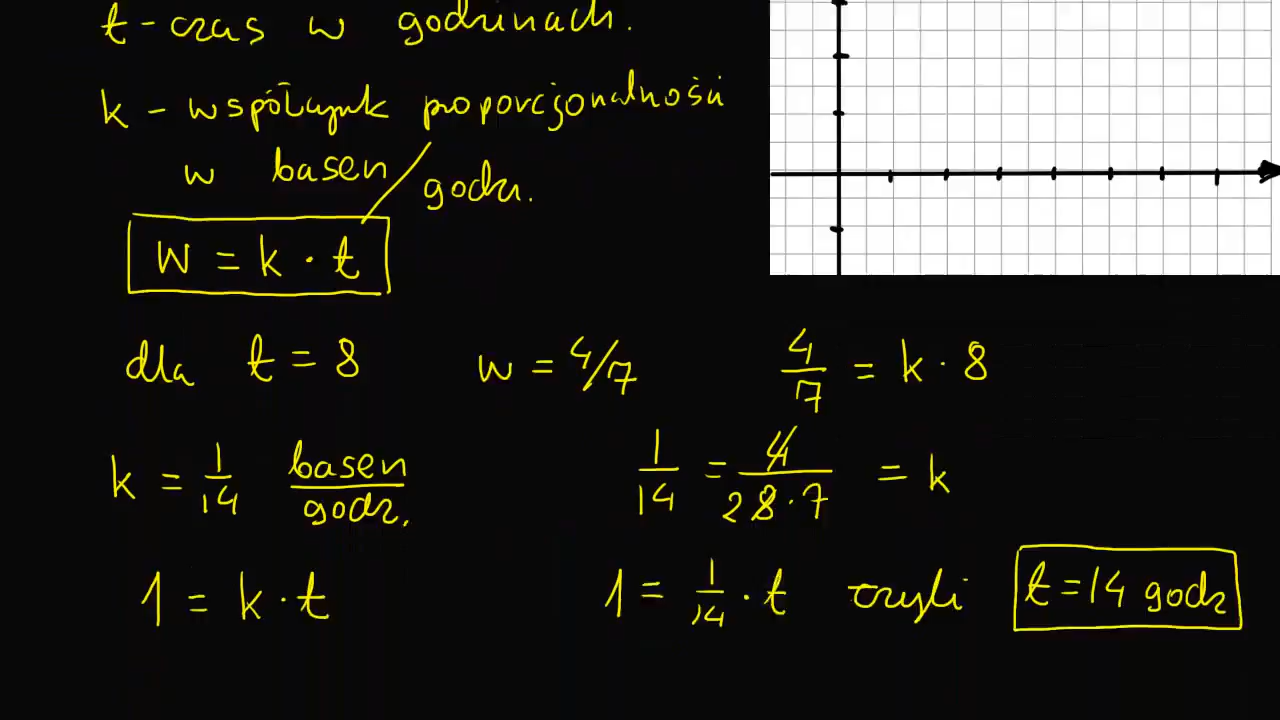 t - czas w godzinach.
k - współczynk proporcjonalności
w basen / godz.
W = k · t
dla t = 8 w = 4/7 4/7 = k · 8
k = 1/14 basen/godz. 1/14 = 4/28·7 = k
1 = k · t 1 = 1/14 · t czyli t = 14 godz